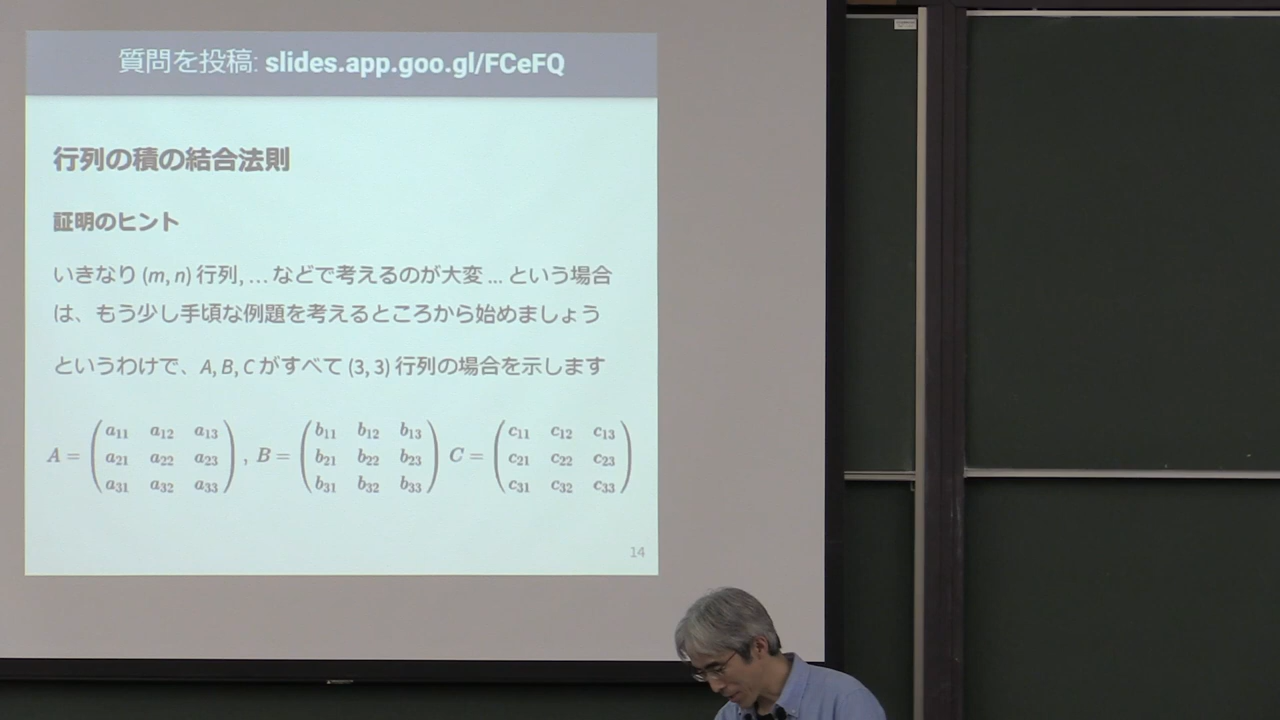 質問を投稿: slides.app.goo.gl/FCeFQ
行列の積の結合法則
証明のヒント
いきなり (m, n) 行列, … などで考えるのが大変 ... という場合
は、もう少し手頃な例題を考えるところから始めましょう
というわけで、A, B, C がすべて (3, 3) 行列の場合を示します
a11 a12 a13 b11 b12 b13 c11 c12 c13
A = a21 a22 a23 , B = b21 b22 b23 C = c21 c22 c23
a31 a32 a33 b31 b32 b33 c31 c32 c33
14